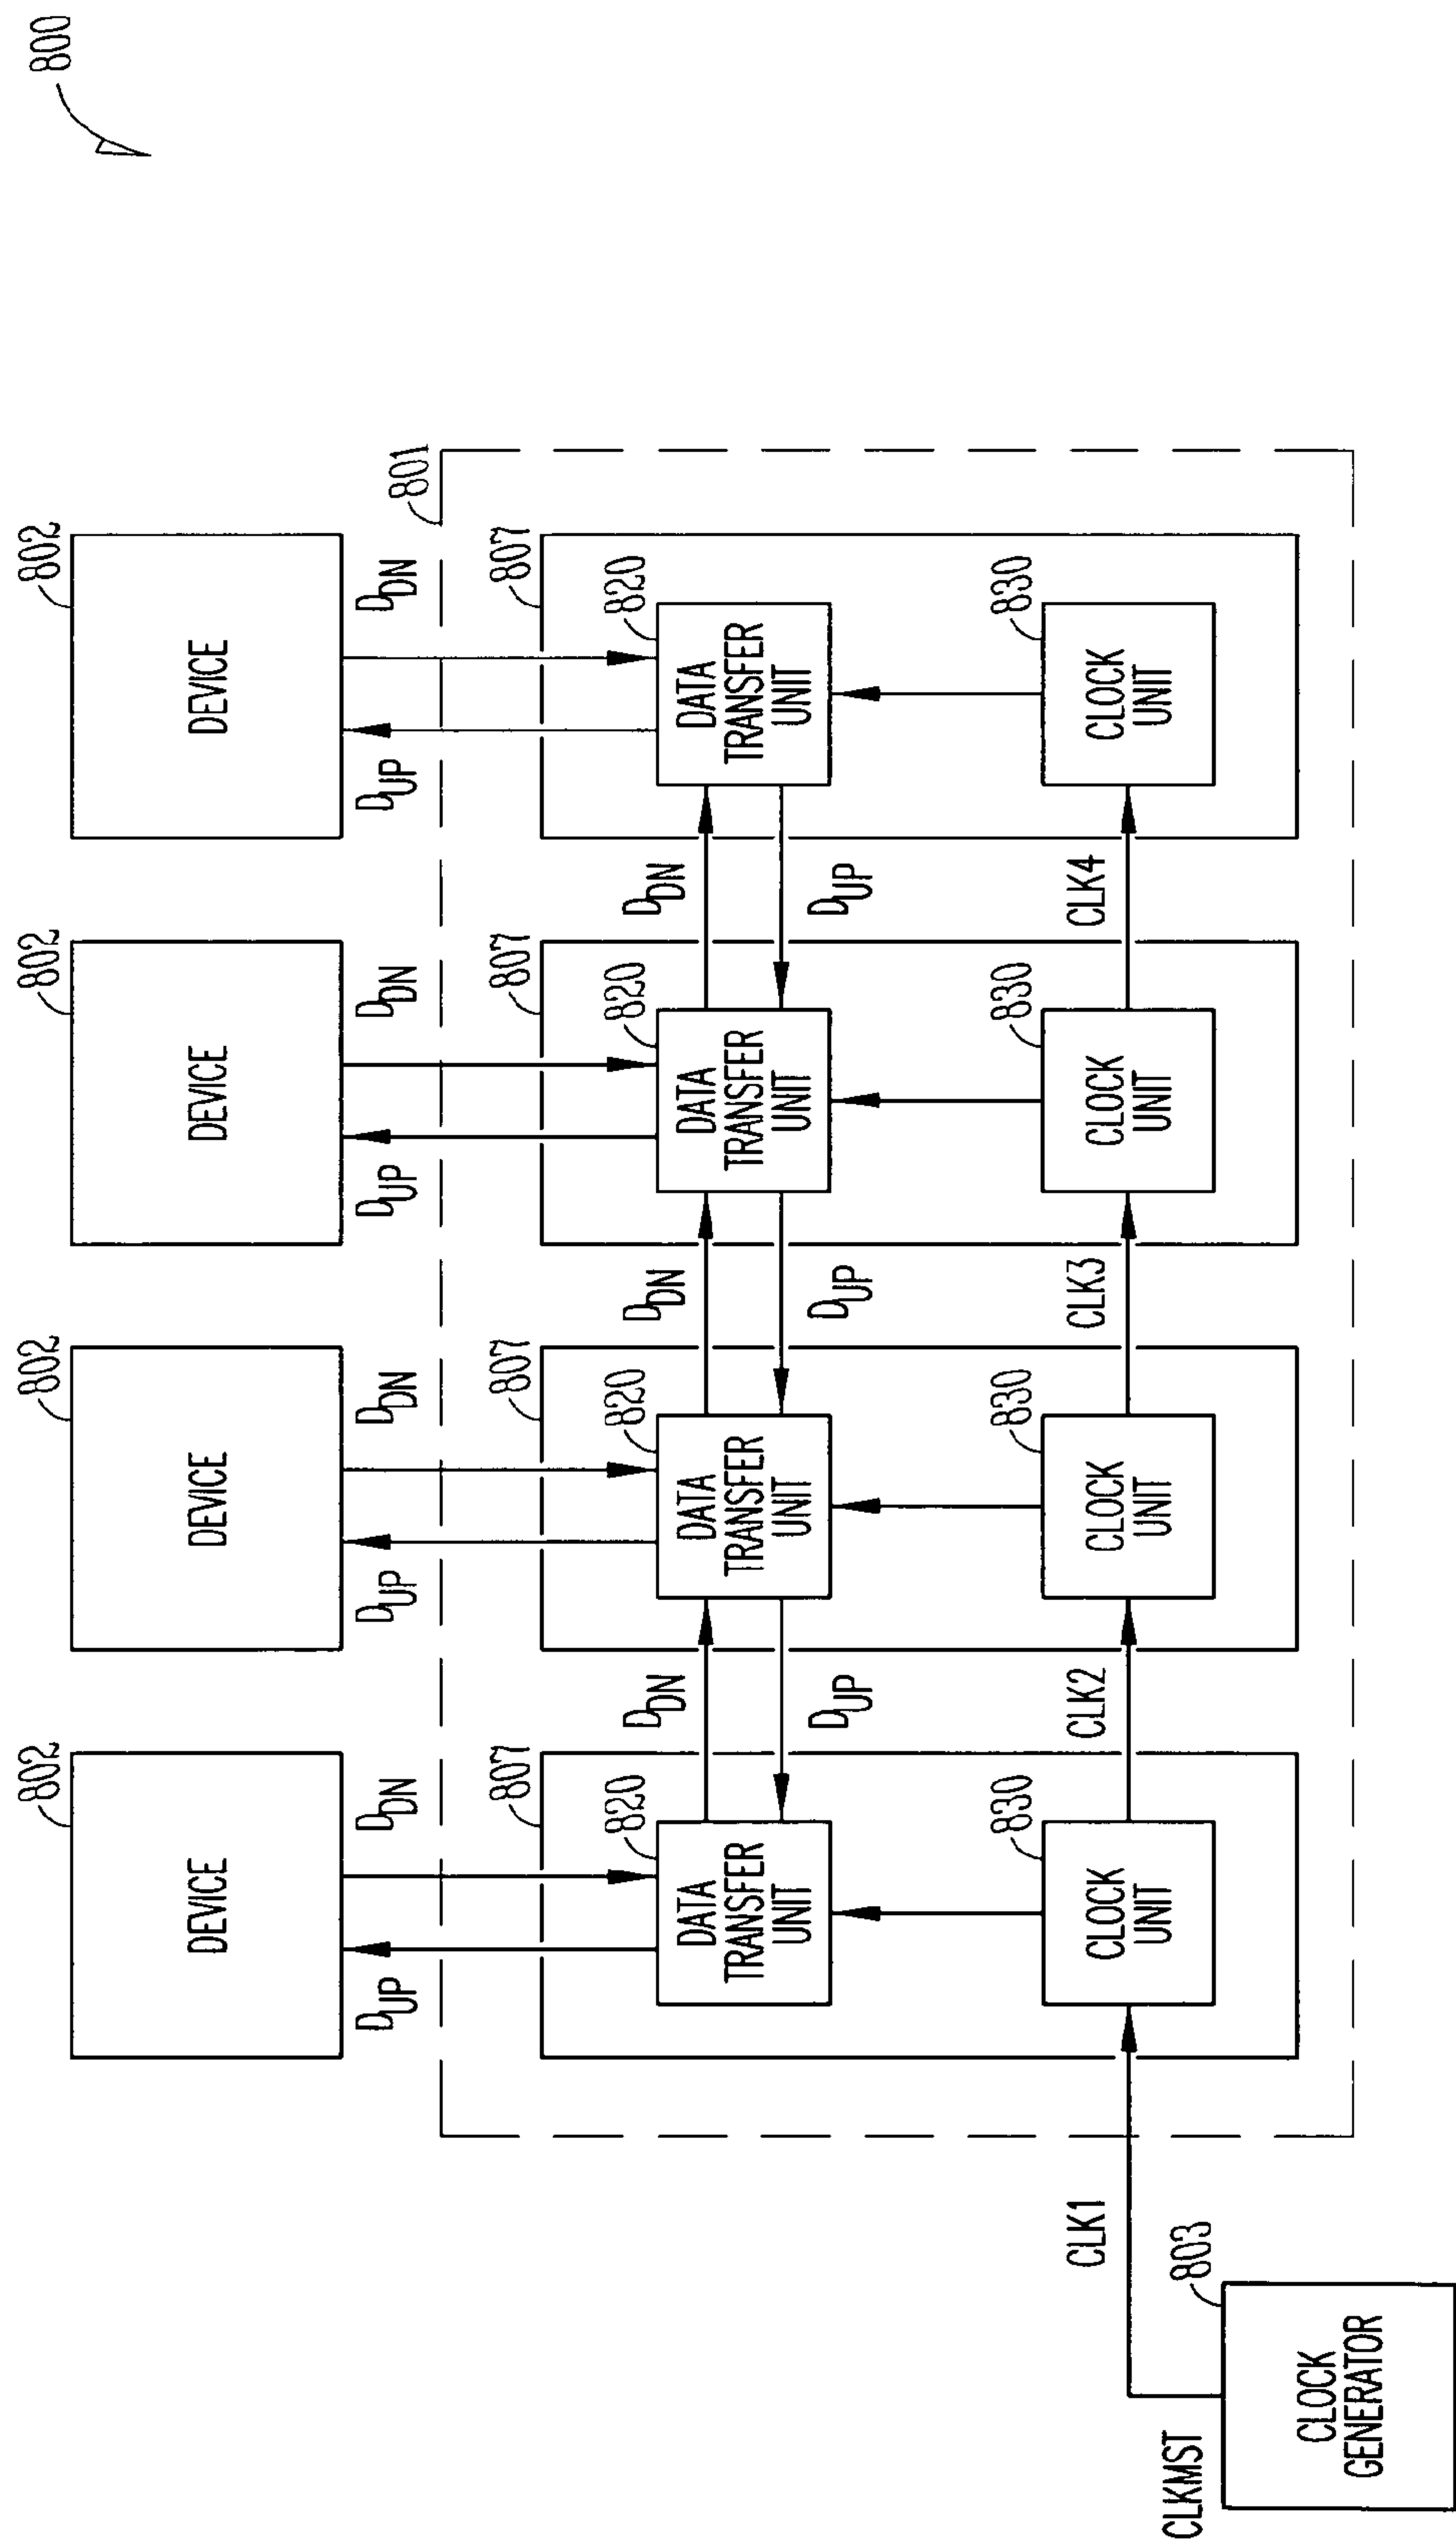 800
802
802
802
802
DEVICE
DEVICE
DEVICE
DEVICE
DUP
DDN
DUP
DDN
DUP
DDN
DUP
DDN
801
807
807
807
807
820
820
820
820
DDN
DDN
DDN
DATA
TRANSFER
UNIT
DATA
TRANSFER
UNIT
DATA
TRANSFER
UNIT
DATA
TRANSFER
UNIT
DUP
DUP
DUP
830
830
830
830
CLK1
CLK2
CLK3
CLK4
CLOCK
UNIT
CLOCK
UNIT
CLOCK
UNIT
CLOCK
UNIT
CLKMST
803
CLOCK
GENERATOR